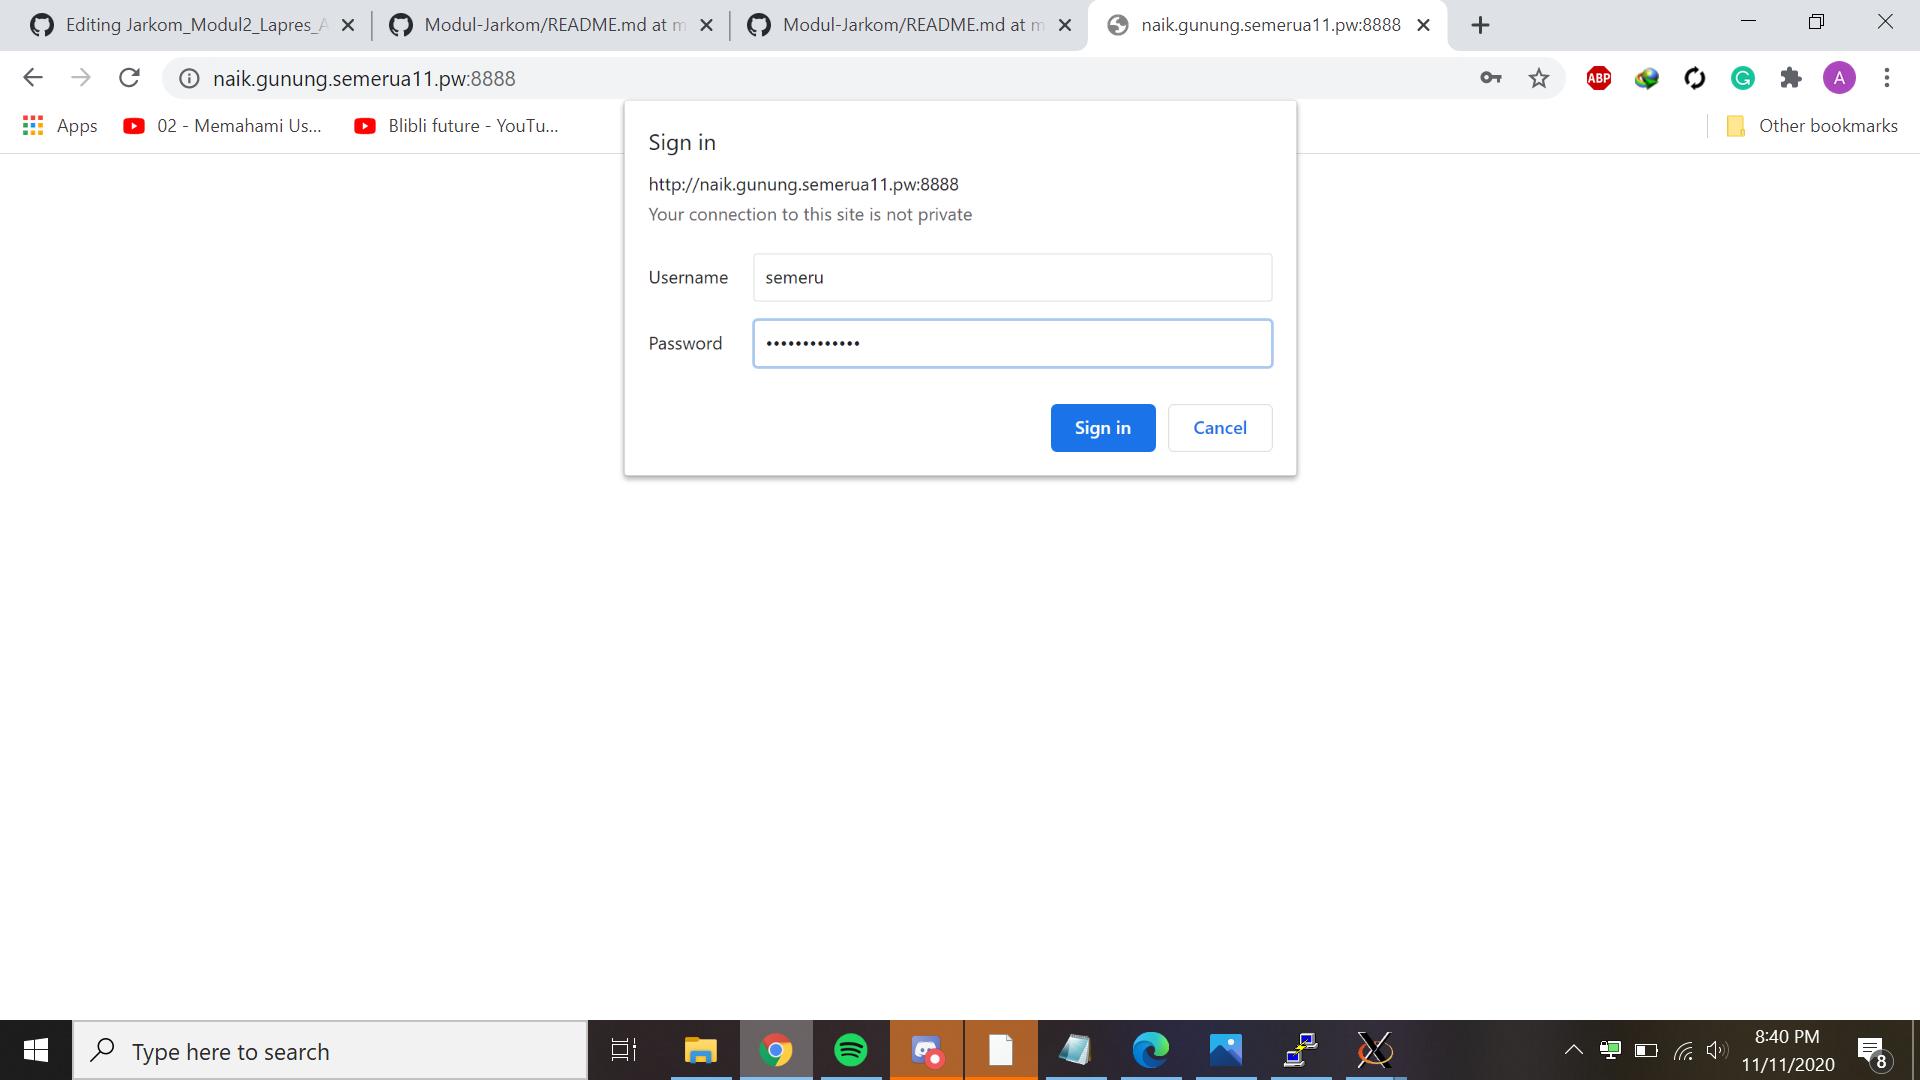 Editing Jarkom_Modul2_Lapres_A
Modul-Jarkom/README.md at m
Modul-Jarkom/README.md at m
naik.gunung.semerua11.pw:8888
naik.gunung.semerua11.pw:8888
ABP
G
A
Apps
02 - Memahami Us...
Blibli future - YouTu...
Other bookmarks
Sign in
http://naik.gunung.semerua11.pw:8888
Your connection to this site is not private
Username
semeru
Password
•••••••••••••
Sign in
Cancel
Type here to search
8:40 PM
11/11/2020
8